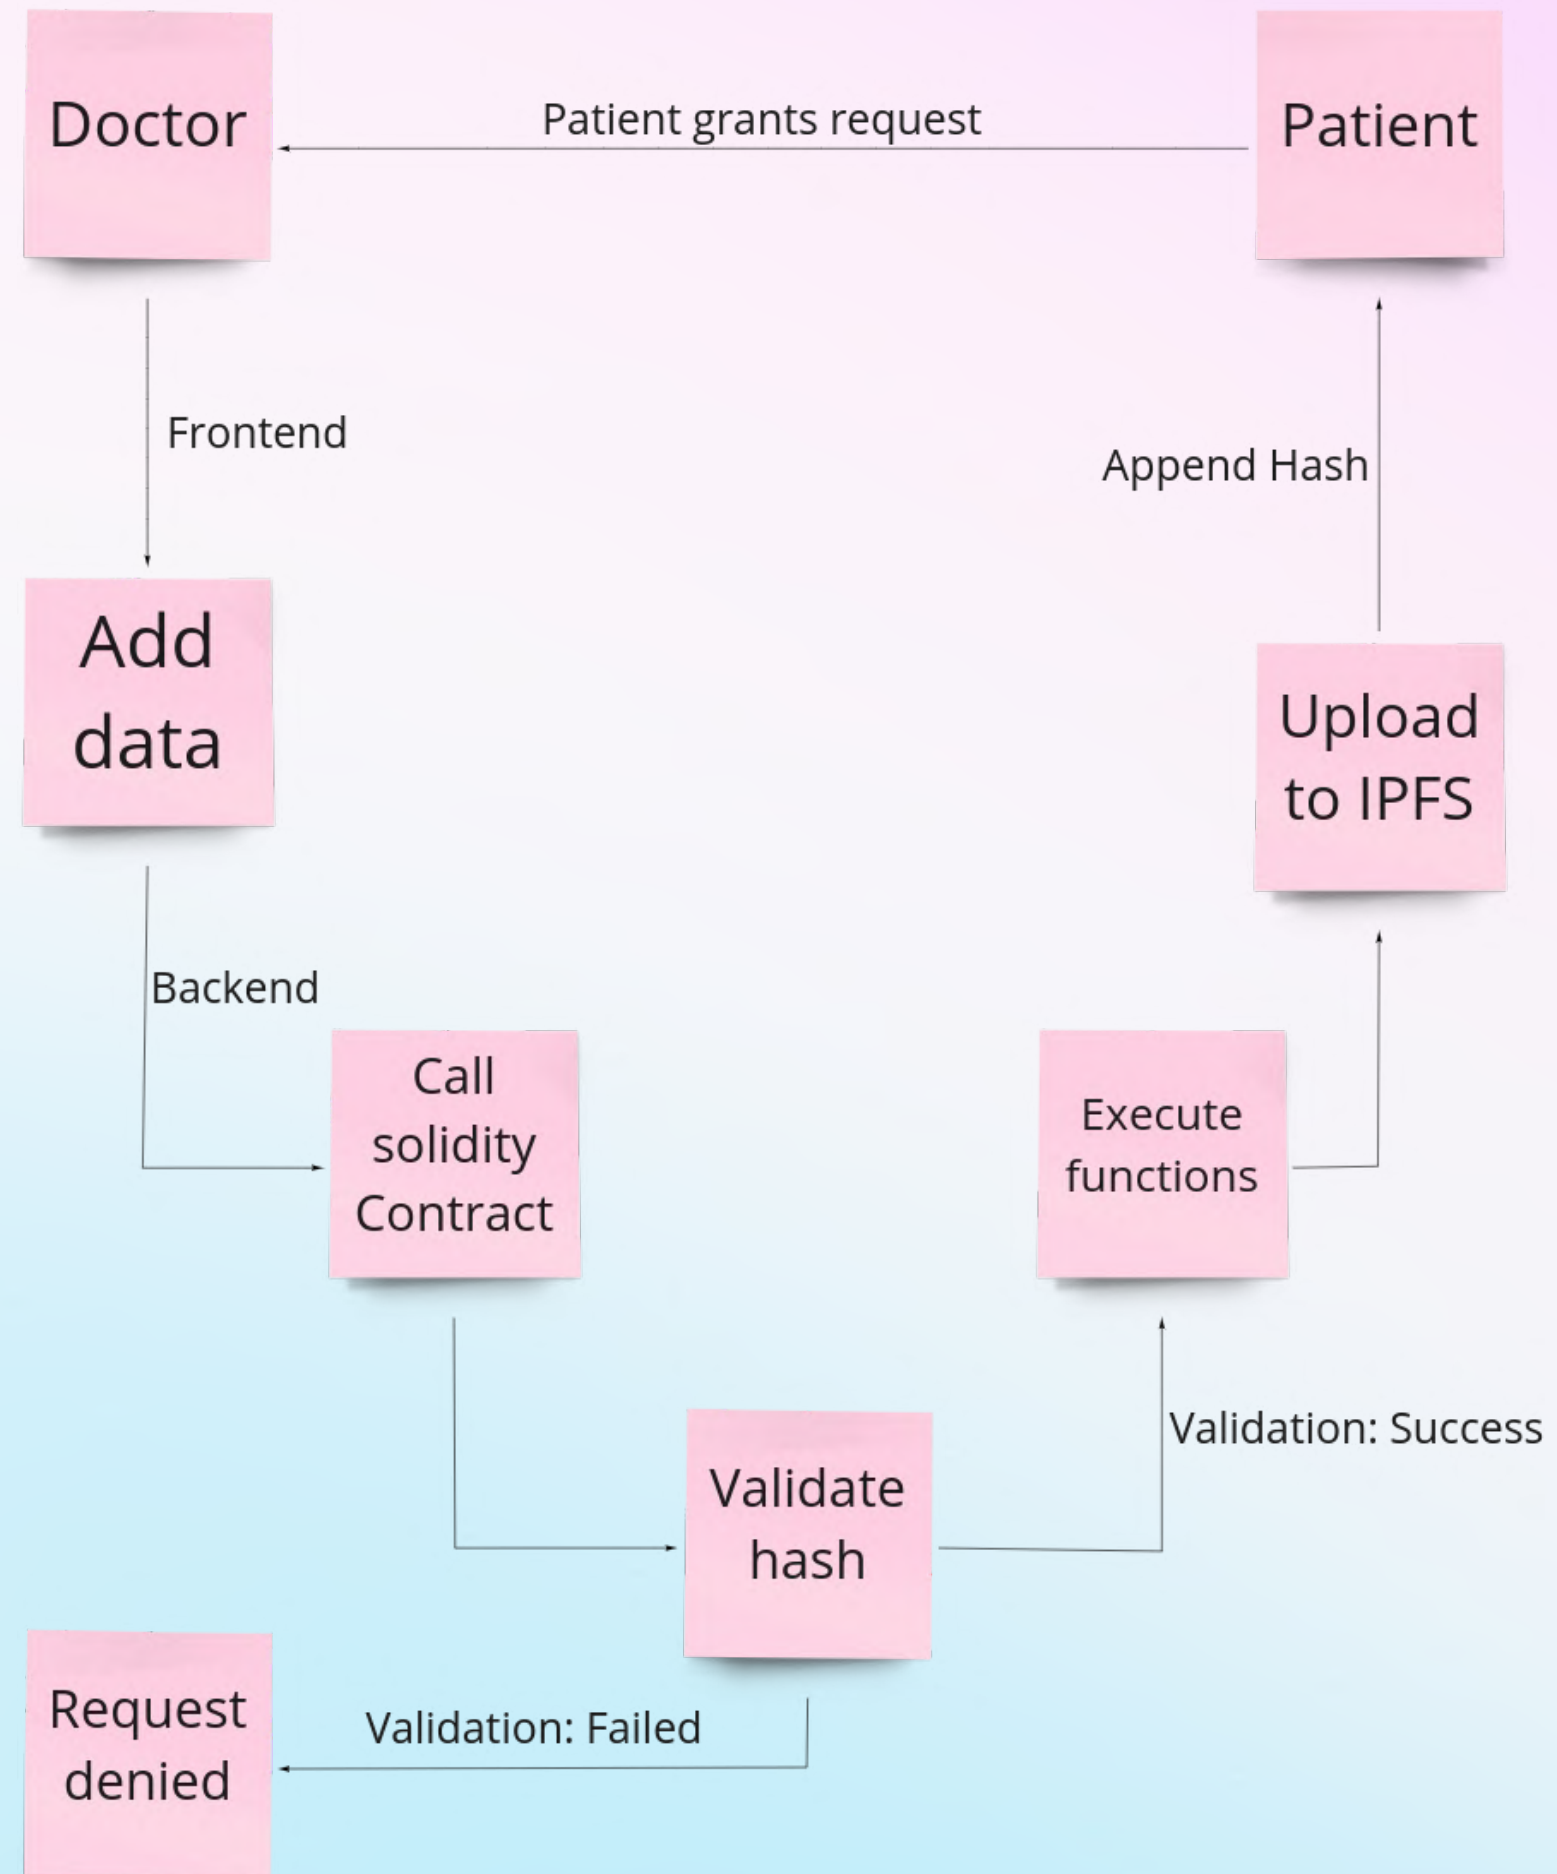 Doctor
Patient grants request
Patient
Frontend
Append Hash
Add
data
Upload
to IPFS
Backend
Call
solidity
Contract
Execute
functions
Validation: Success
Validate
hash
Request
denied
Validation: Failed